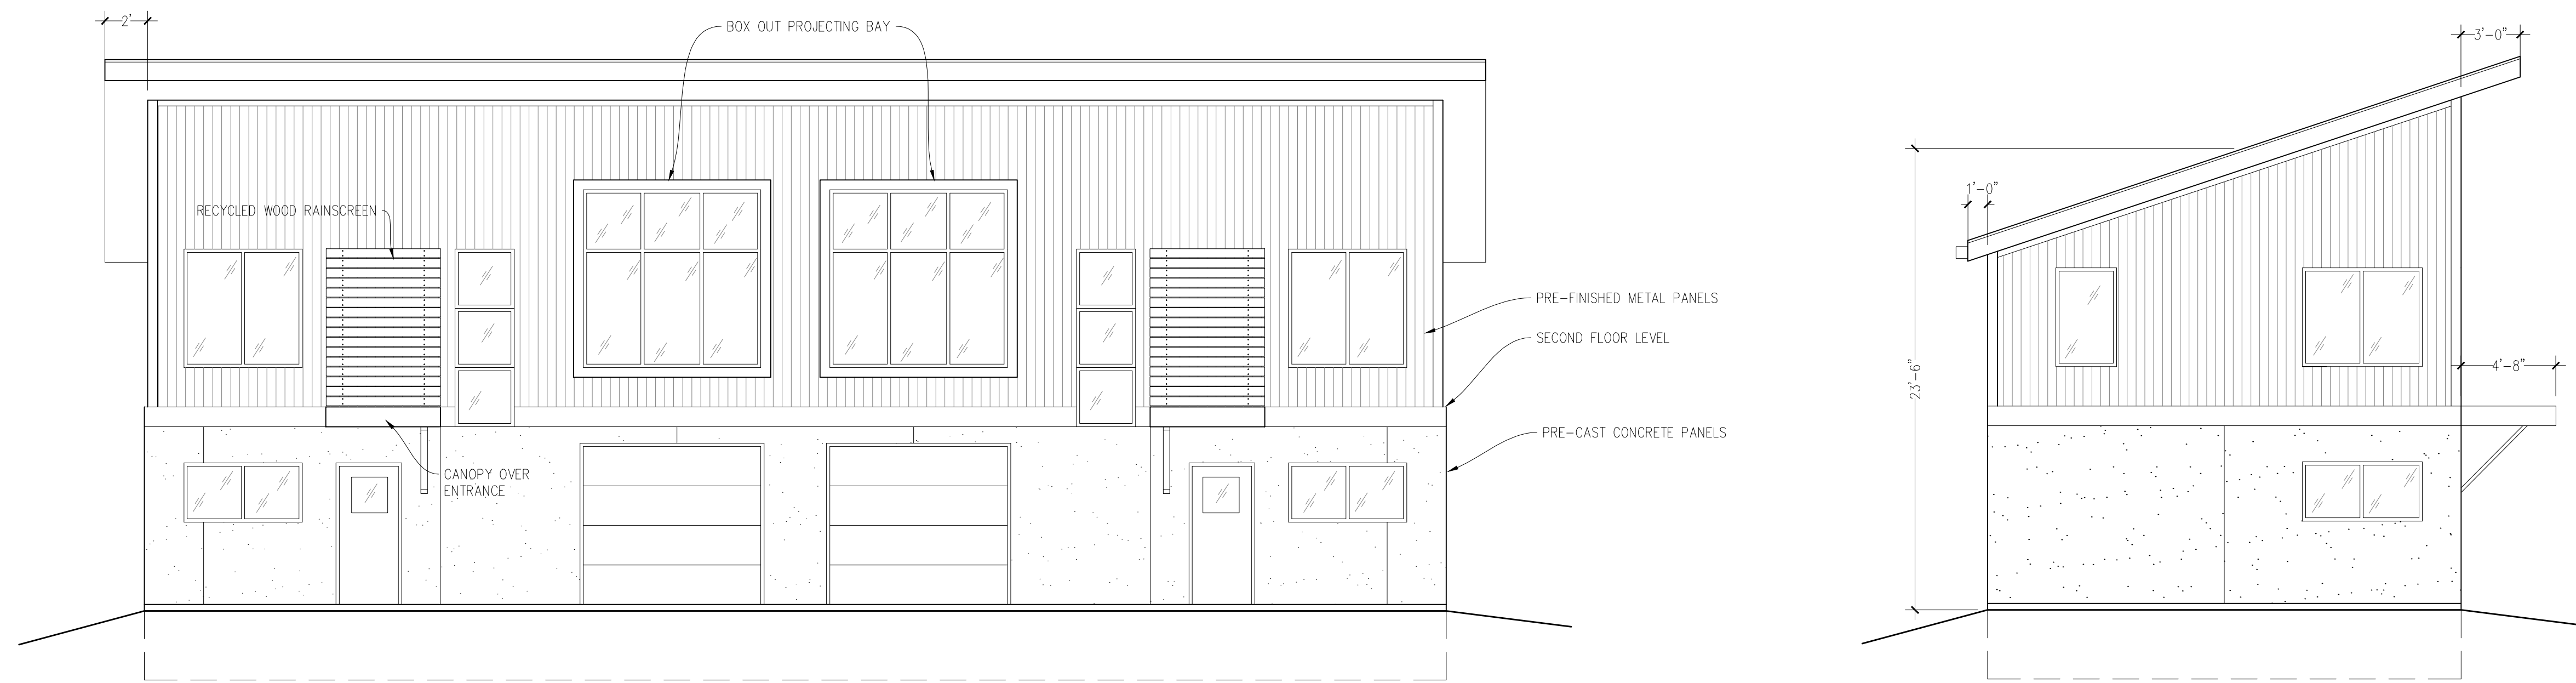 2'
BOX OUT PROJECTING BAY
RECYCLED WOOD RAINSCREEN
PRE-FINISHED METAL PANELS
SECOND FLOOR LEVEL
PRE-CAST CONCRETE PANELS
CANOPY OVER
ENTRANCE
3'-0"
1'-0"
23'-6"
4'-8"